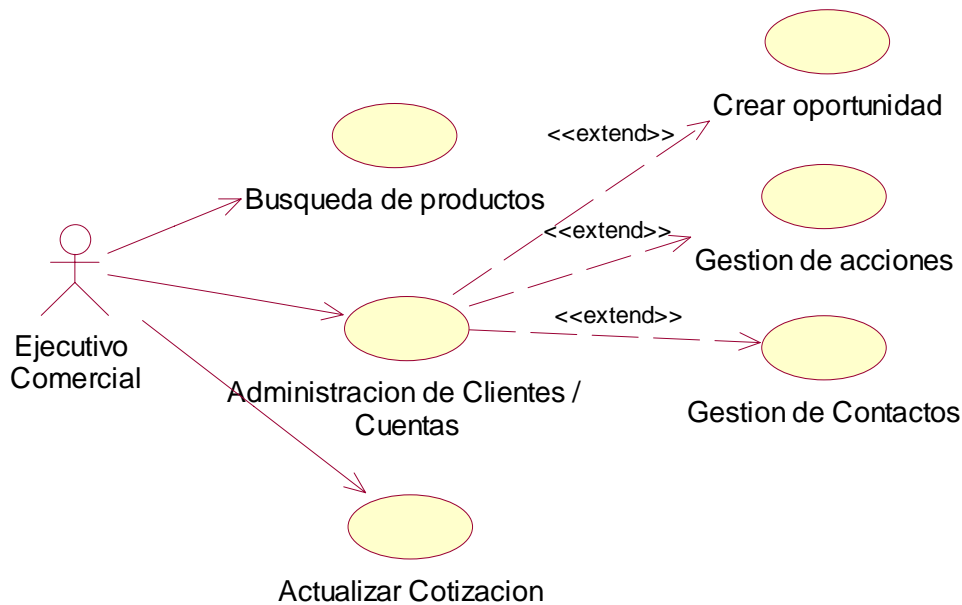 Crear oportunidad
<<extend>>
Busqueda de productos
<<extend>>
Gestion de acciones
<<extend>>
Ejecutivo
Comercial
Administracion de Clientes /
Cuentas
Gestion de Contactos
Actualizar Cotizacion